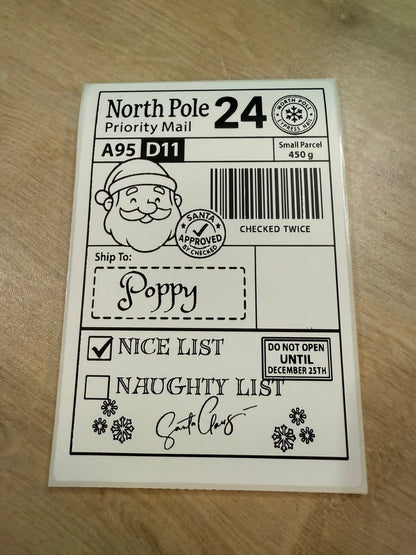 North Pole
Priority Mail
24
NORTH POLE
EXPRESS MAIL
A95 D11
Small Parcel
450 g
CHECKED TWICE
SANTA
APPROVED
BY CHECKED
Ship To:
Poppy
NICE LIST
NAUGHTY LIST
DO NOT OPEN
UNTIL
DECEMBER 25TH
Santa Claus